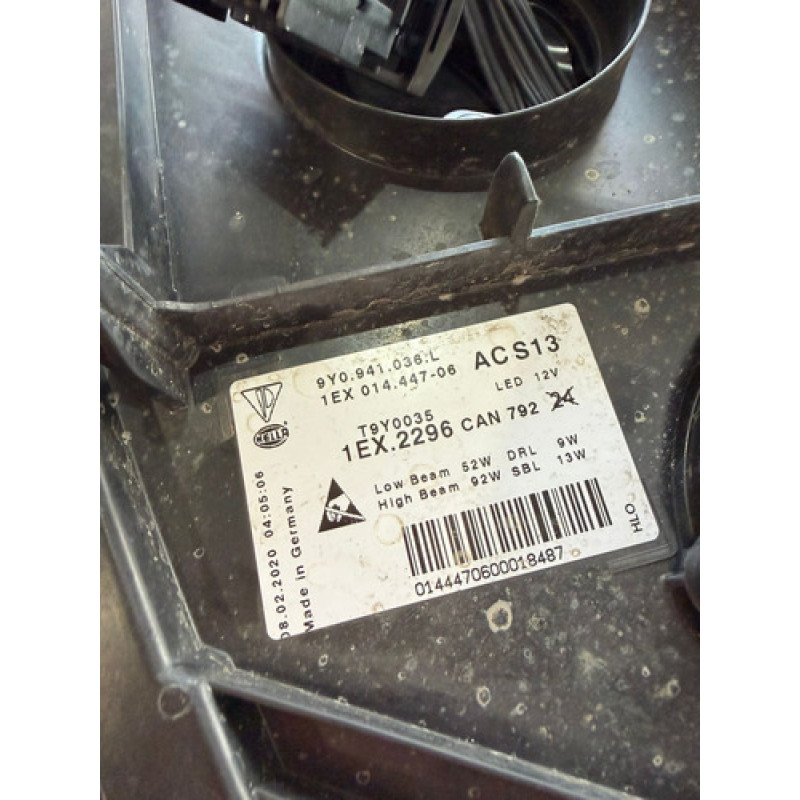 9Y0.941.036.L
ACS13
1EX 014.447-06
LED 12V
T9Y0035
1EX.2296 CAN 792 24
HELLA
Low Beam 52W DRL 9W
High Beam 92W SBL 13W
0144470600018487
HLO
08.02.2020 04:05:06
Made in Germany